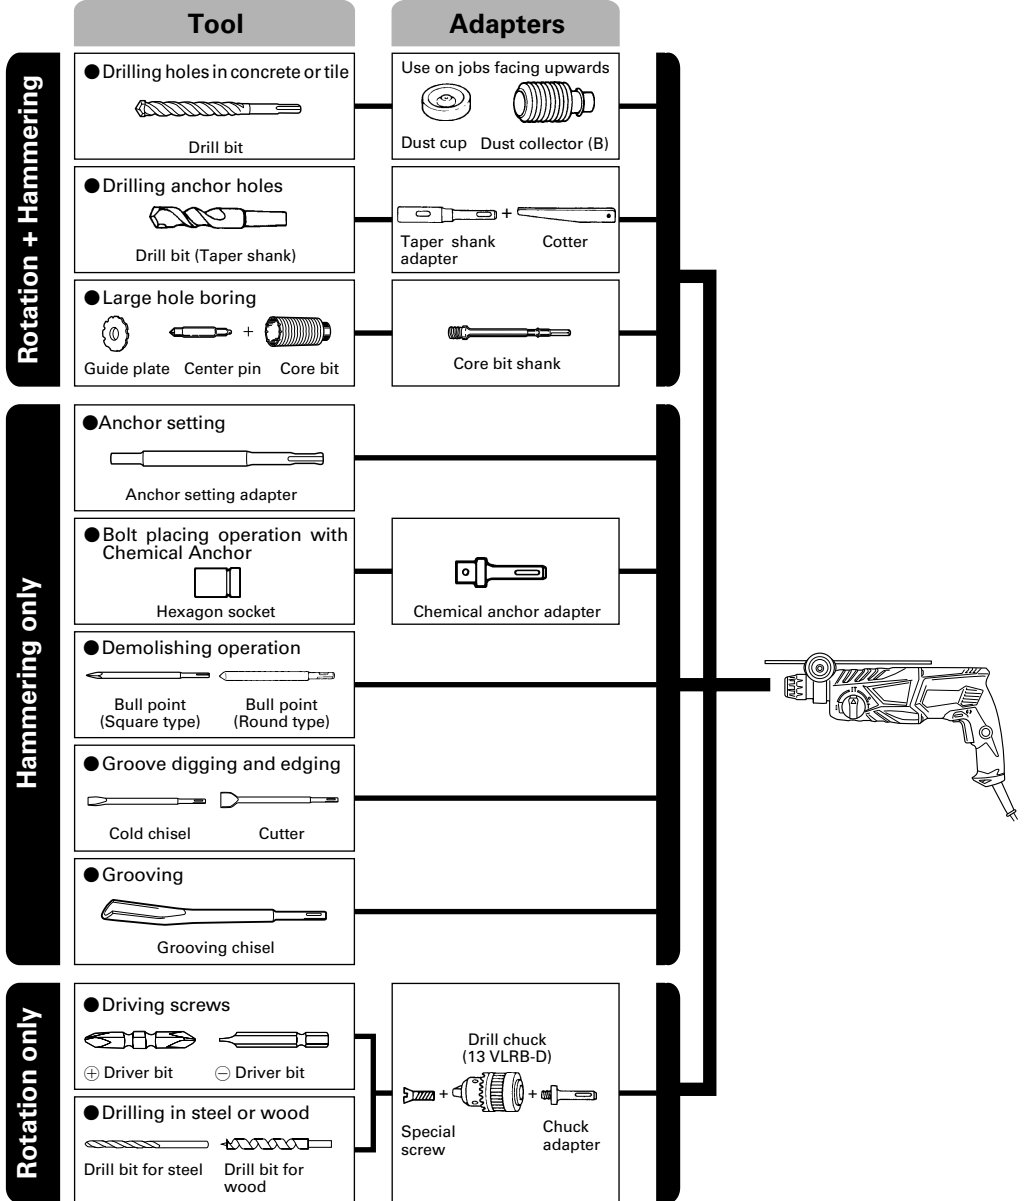 Tool
Adapters
Rotation + Hammering
● Drilling holes in concrete or tile
Drill bit
Use on jobs facing upwards
Dust cup
Dust collector (B)
● Drilling anchor holes
Drill bit (Taper shank)
+
Taper shank
adapter
Cotter
● Large hole boring
+
Guide plate
Center pin
Core bit
Core bit shank
Hammering only
● Anchor setting
Anchor setting adapter
● Bolt placing operation with
Chemical Anchor
Hexagon socket
Chemical anchor adapter
● Demolishing operation
Bull point
(Square type)
Bull point
(Round type)
● Groove digging and edging
Cold chisel
Cutter
● Grooving
Grooving chisel
Rotation only
● Driving screws
⊕ Driver bit
⊖ Driver bit
● Drilling in steel or wood
Drill bit for steel
Drill bit for
wood
Drill chuck
(13 VLRB-D)
+
+
Special
screw
Chuck
adapter